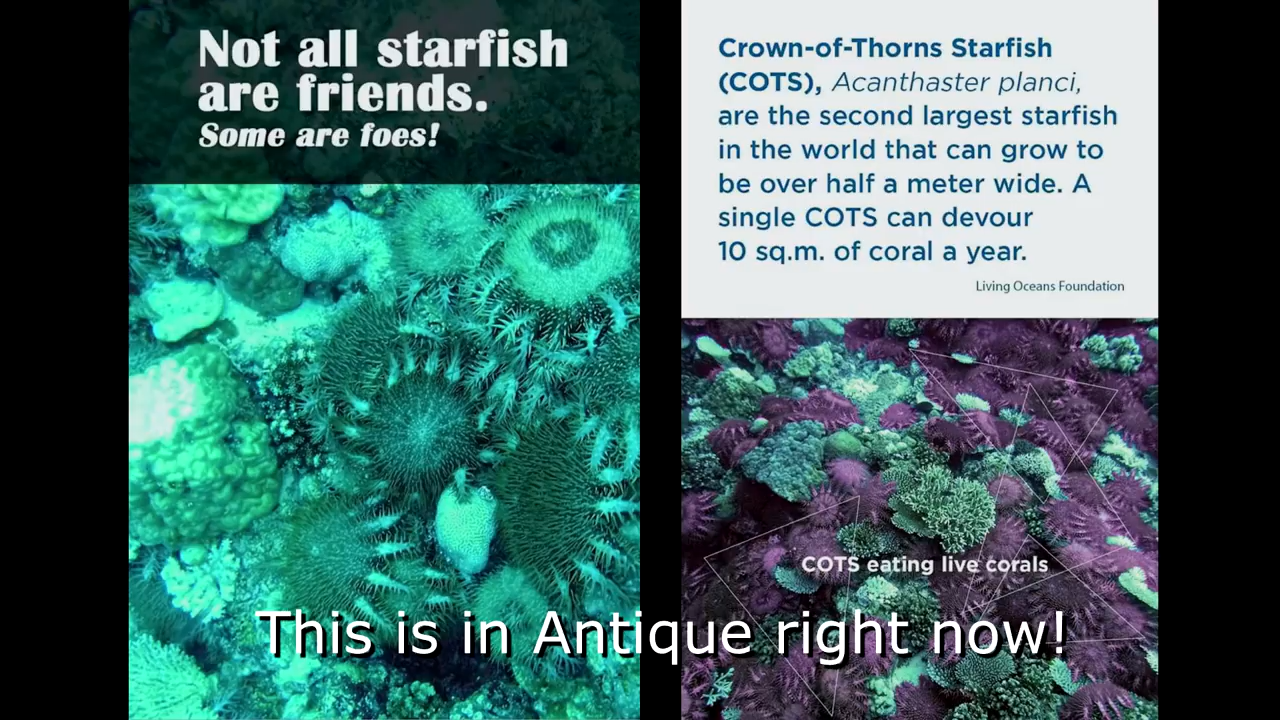 Not all starfish
are friends.
Some are foes!
Crown-of-Thorns Starfish
(COTS), Acanthaster planci,
are the second largest starfish
in the world that can grow to
be over half a meter wide. A
single COTS can devour
10 sq.m. of coral a year.
Living Oceans Foundation
COTS eating live corals
This is in Antique right now!